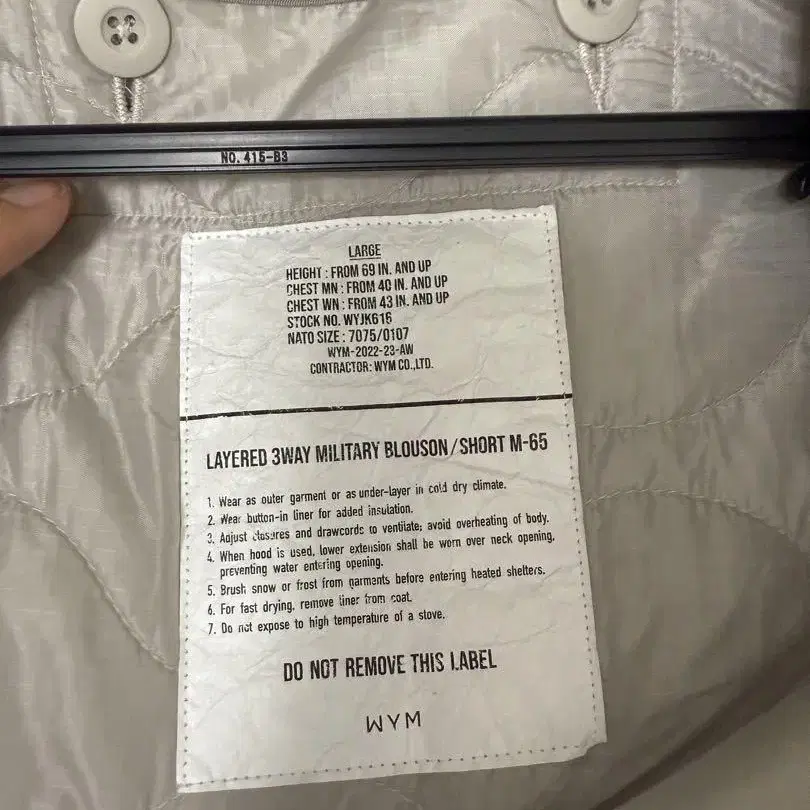 NO. 415-B3
LARGE
HEIGHT : FROM 69 IN. AND UP
CHEST MN : FROM 40 IN. AND UP
CHEST WN : FROM 43 IN. AND UP
STOCK NO. WYJK616
NATO SIZE : 7075/0107
WYM-2022-23-AW
CONTRACTOR: WYM CO.,LTD.
LAYERED 3WAY MILITARY BLOUSON/SHORT M-65
1. Wear as outer garment or as under-layer in cold dry climate.
2. Wear button-in liner for added insulation.
3. Adjust closures and drawcords to ventilate; avoid overheating of body.
4. When hood is used, lower extension shall be worn over neck opening,
preventing water entering opening.
5. Brush snow or frost from garments before entering heated shelters.
6. For fast drying, remove liner from coat.
7. Do not expose to high temperature of a stove.
DO NOT REMOVE THIS LABEL
WYM